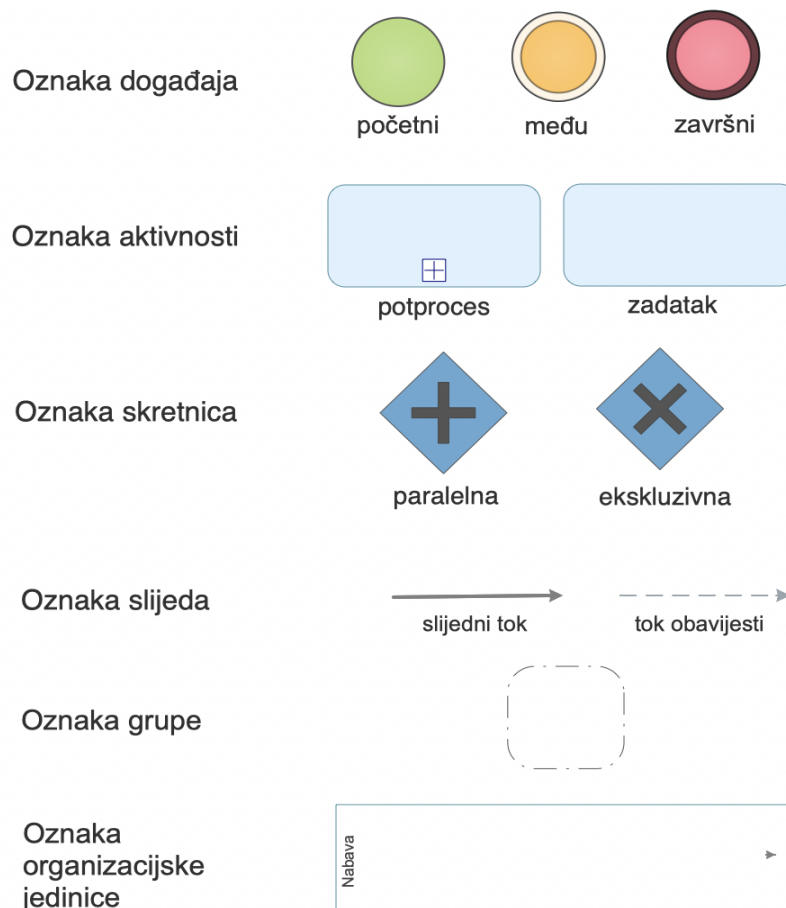 Oznaka događaja
početni
među
završni
Oznaka aktivnosti
potproces
zadatak
Oznaka skretnica
paralelna
ekskluzivna
Oznaka slijeda
slijedni tok
tok obavijesti
Oznaka grupe
Oznaka
organizacijske
jedinice
Nabava